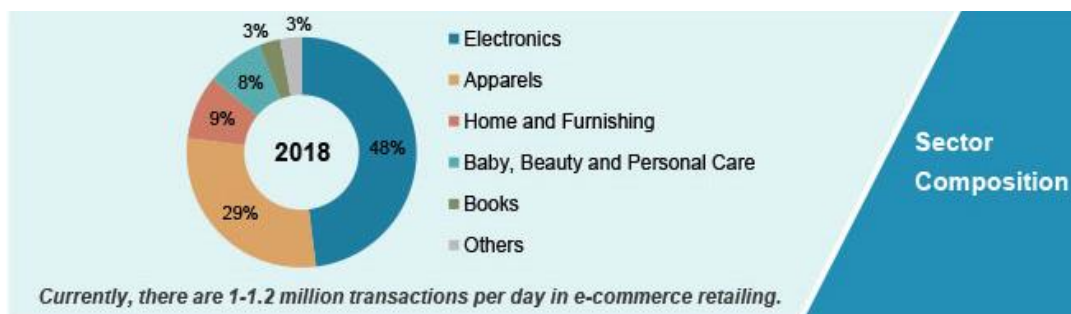 3%
3%
8%
9%
2018
48%
29%
Electronics
Apparels
Home and Furnishing
Baby, Beauty and Personal Care
Books
Others
Sector
Composition
Currently, there are 1-1.2 million transactions per day in e-commerce retailing.